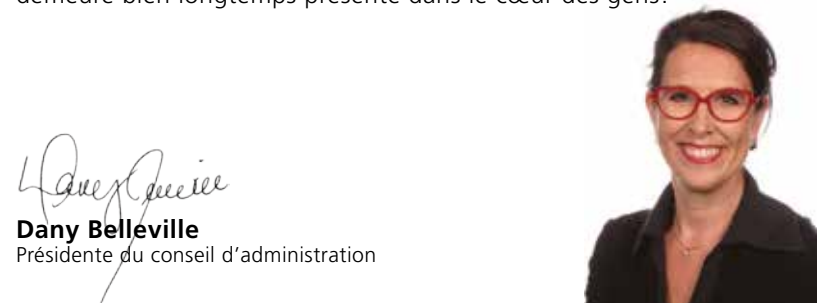 demeure bien longtemps présente dans le cœur des gens!
Dany Belleville
Présidente du conseil d’administration